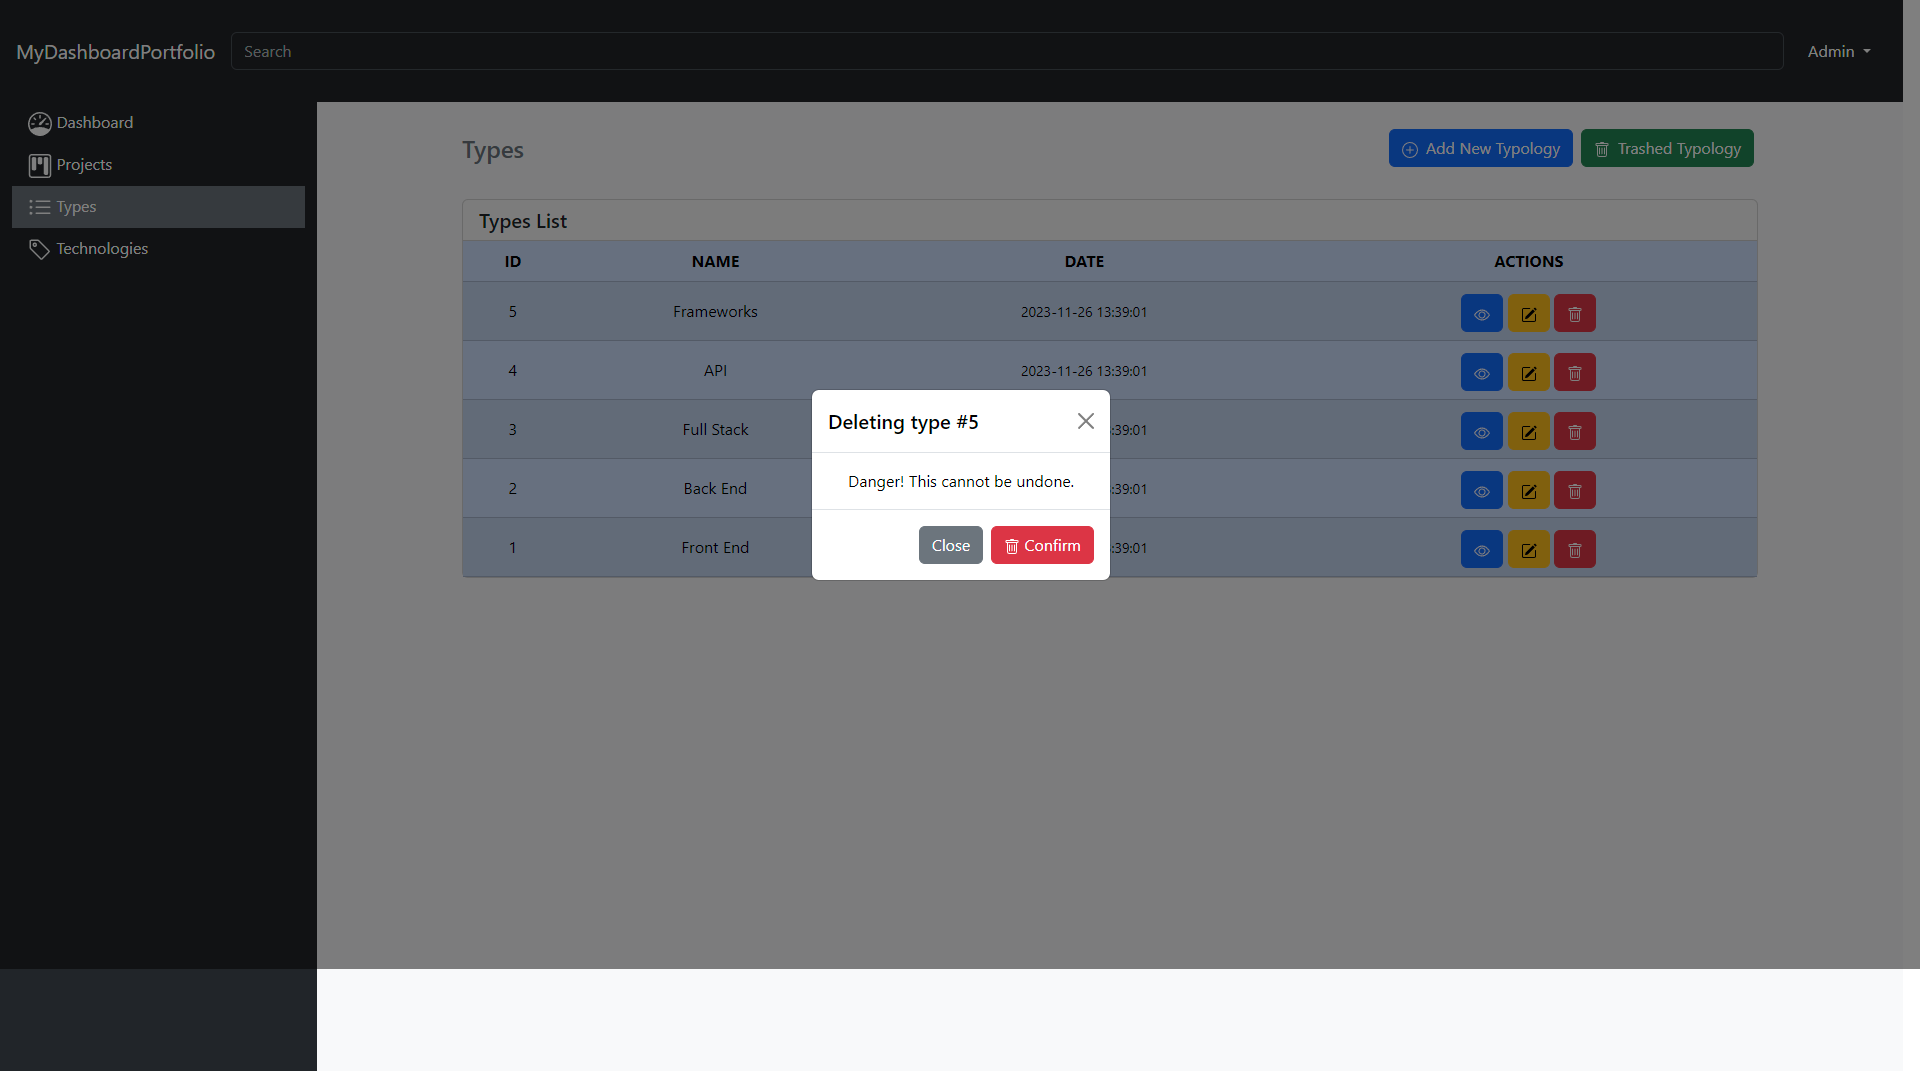 MyDashboardPortfolio
Search
Admin
Dashboard
Projects
Types
Technologies
Types
Add New Typology
Trashed Typology
Types List
ID NAME DATE ACTIONS
5 Frameworks 2023-11-26 13:39:01
4 API 2023-11-26 13:39:01
3 Full Stack :39:01
2 Back End :39:01
1 Front End :39:01
Deleting type #5
Danger! This cannot be undone.
Close
Confirm